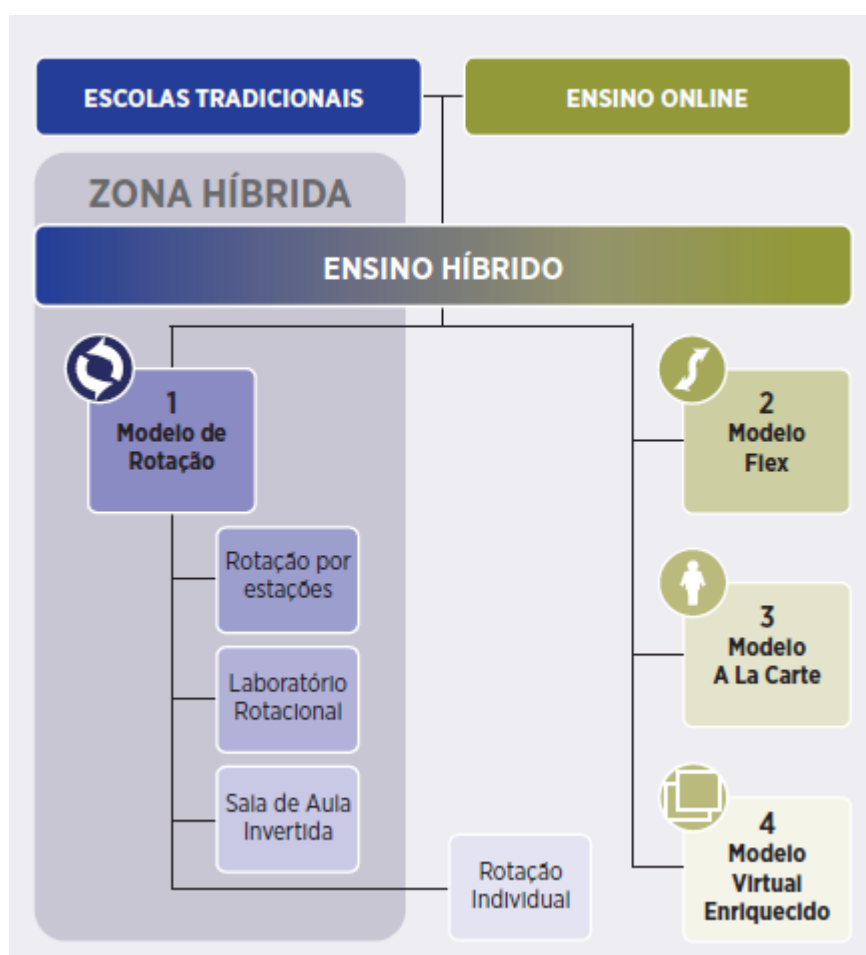 ESCOLAS TRADICIONAIS
ENSINO ONLINE
ZONA HÍBRIDA
ENSINO HÍBRIDO
1
Modelo de
Rotação
Rotação por
estações
Laboratório
Rotacional
Sala de Aula
Invertida
Rotação
Individual
2
Modelo
Flex
3
Modelo
A La Carte
4
Modelo
Virtual
Enriquecido